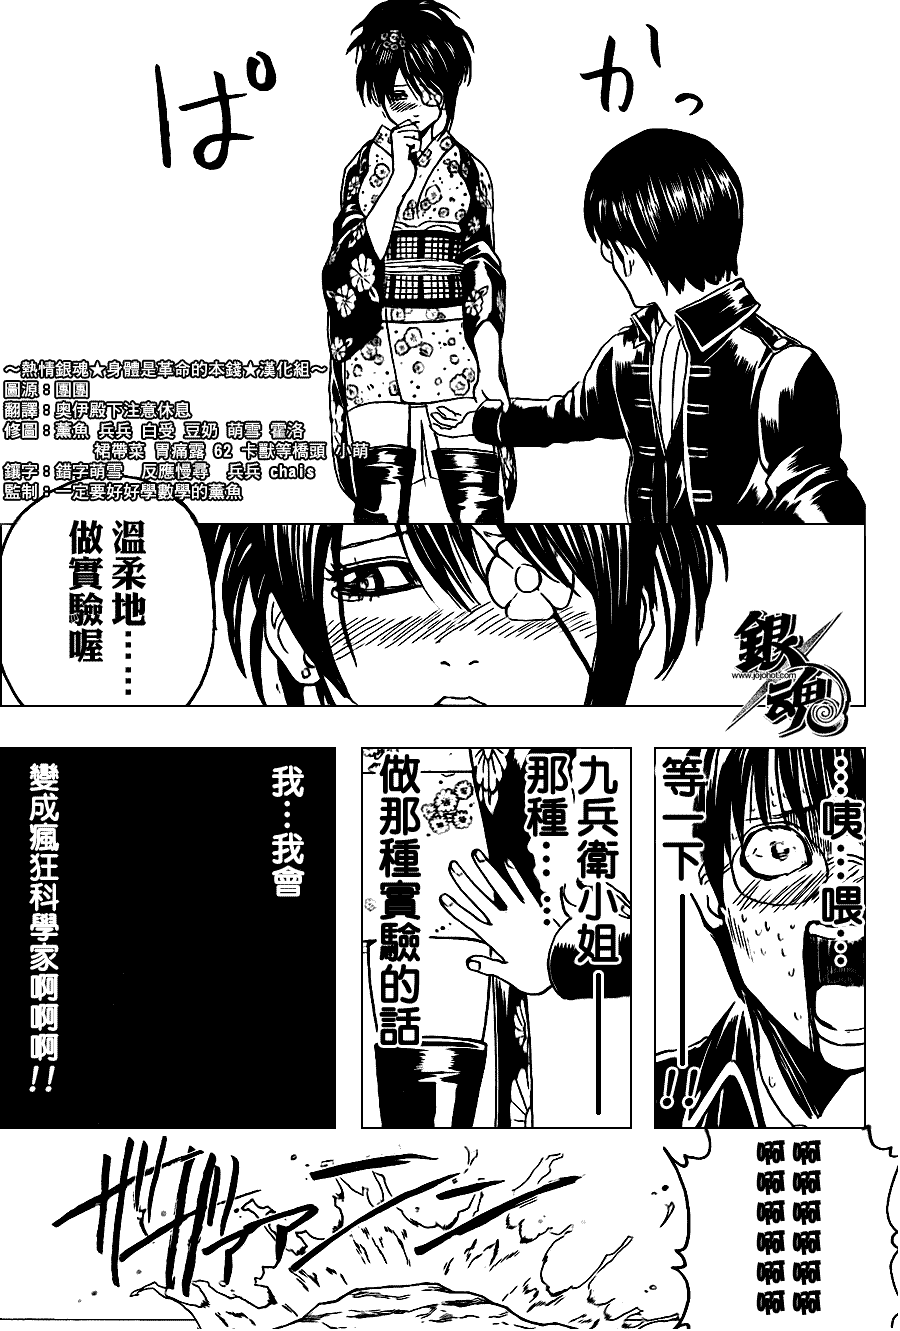 かっ
ぱ
～熱情銀魂★身體是革命的本錢★漢化組～
圖源：團團
翻譯：奧伊殿下注意休息
修圖：薰魚 兵兵 白受 豆奶 萌雪 霍洛
裙帶菜 胃痛露 62 卡獸等橋頭 小萌
鑲字：錯字萌雪 反應慢尋 兵兵 chais
監制：一定要好好學數學的薰魚
溫柔地……
做實驗喔
銀魂
www.jojohot.com
…咦…喂…
等一下——!!
九兵衛小姐——
那種……
做那種實驗的話
我…我會
變成瘋狂科學家啊啊啊!!
啊啊啊啊啊啊
啊啊啊啊啊啊
ズザァァ